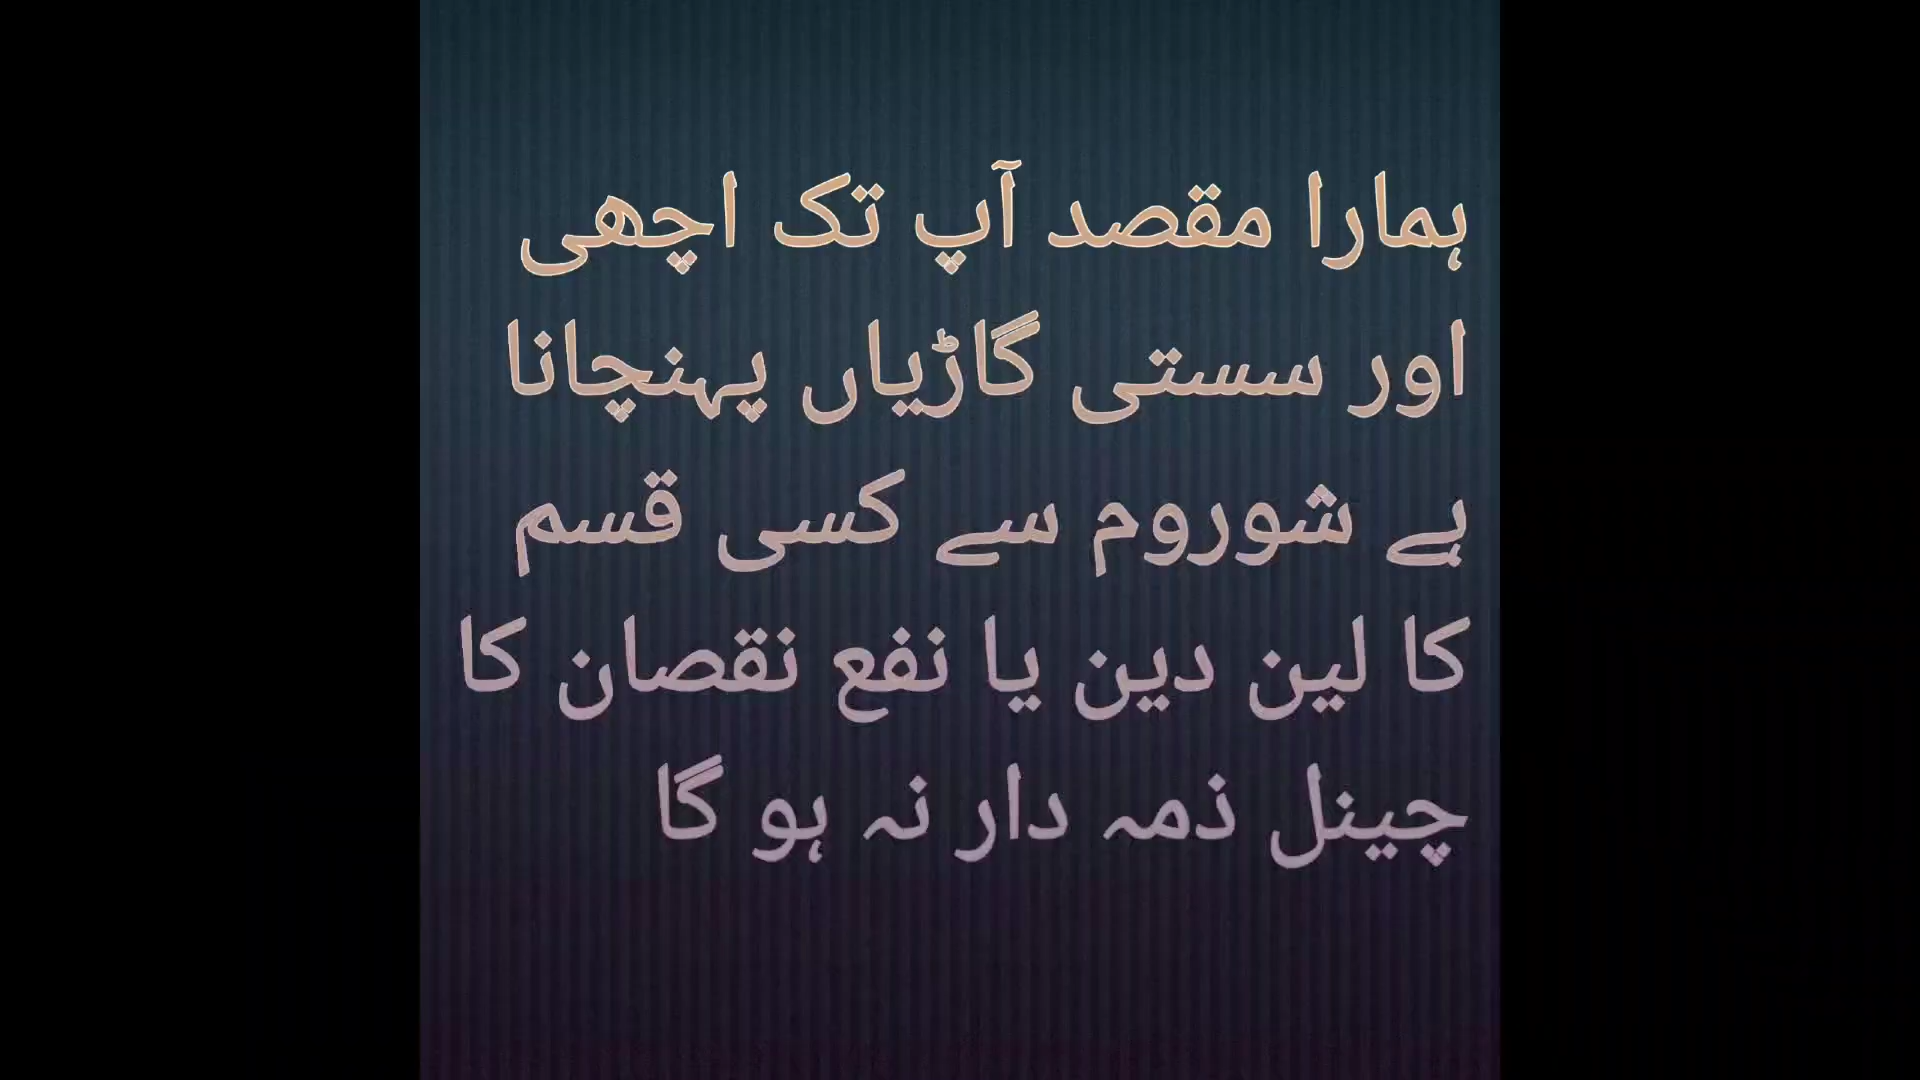 ہمارا مقصد آپ تک اچھی
اور سستی گاڑیاں پہنچانا
ہے شوروم سے کسی قسم
کا لین دین یا نفع نقصان کا
چینل ذمہ دار نہ ہو گا